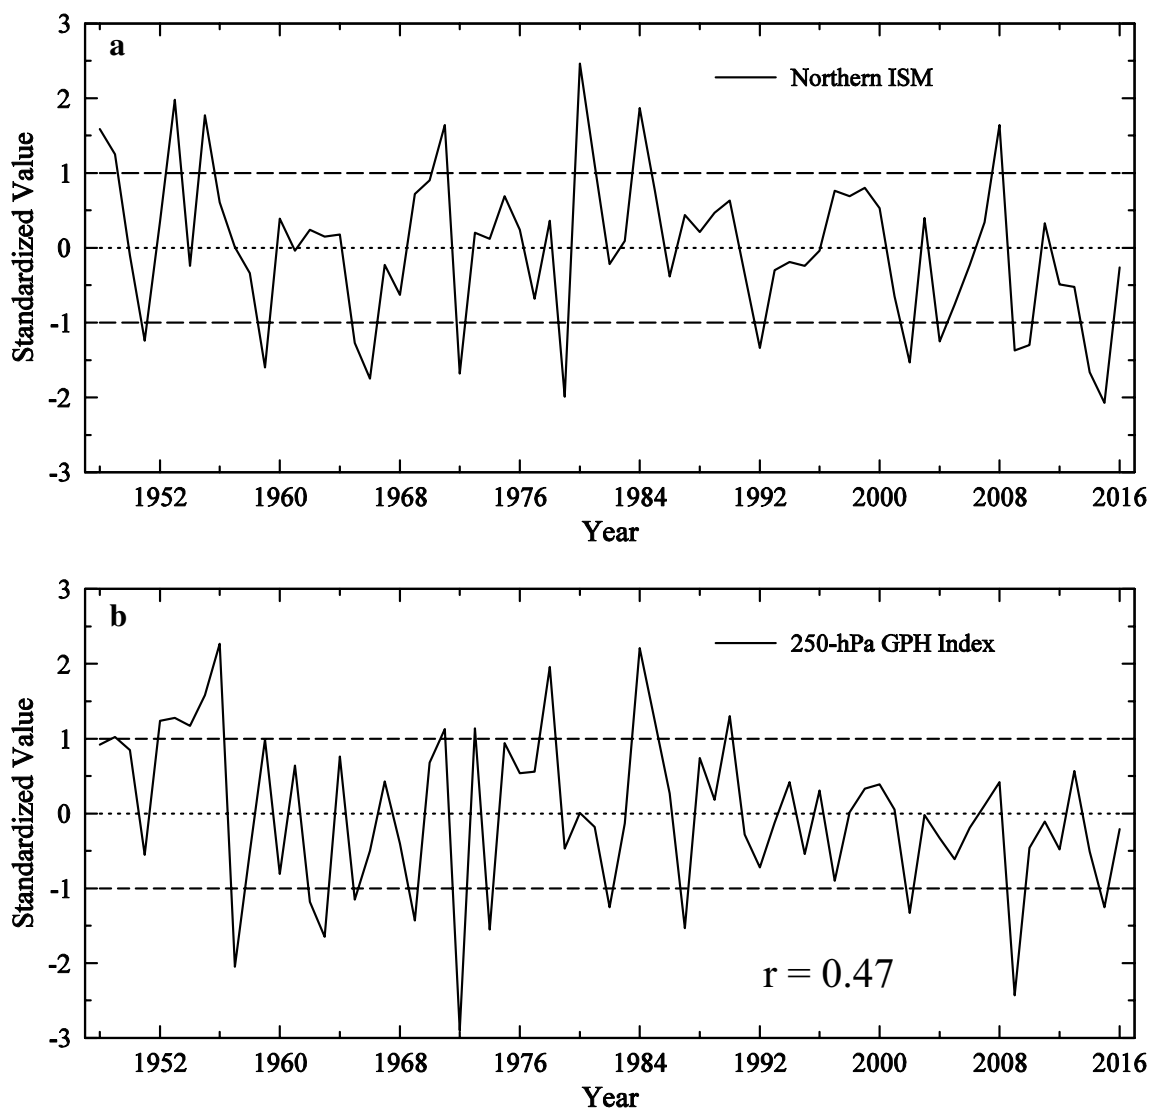 a
Northern ISM
Standardized Value
3
2
1
0
-1
-2
-3
1952 1960 1968 1976 1984 1992 2000 2008 2016
Year
b
250-hPa GPH Index
Standardized Value
3
2
1
0
-1
-2
-3
r = 0.47
1952 1960 1968 1976 1984 1992 2000 2008 2016
Year